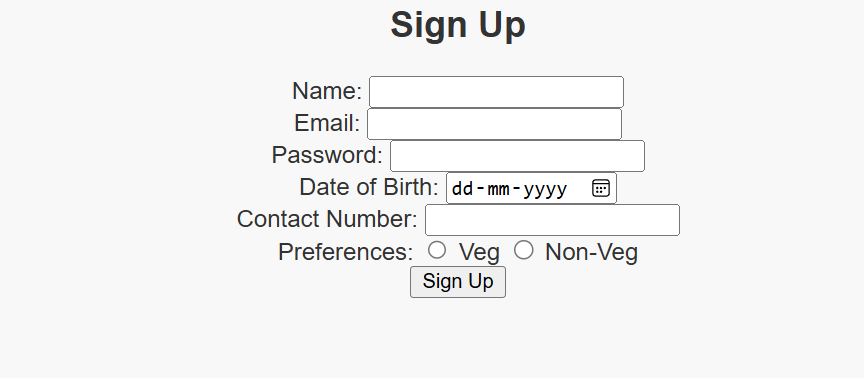 Sign Up
Name:
Email:
Password:
Date of Birth: dd-mm-yyyy
Contact Number:
Preferences: Veg Non-Veg
Sign Up